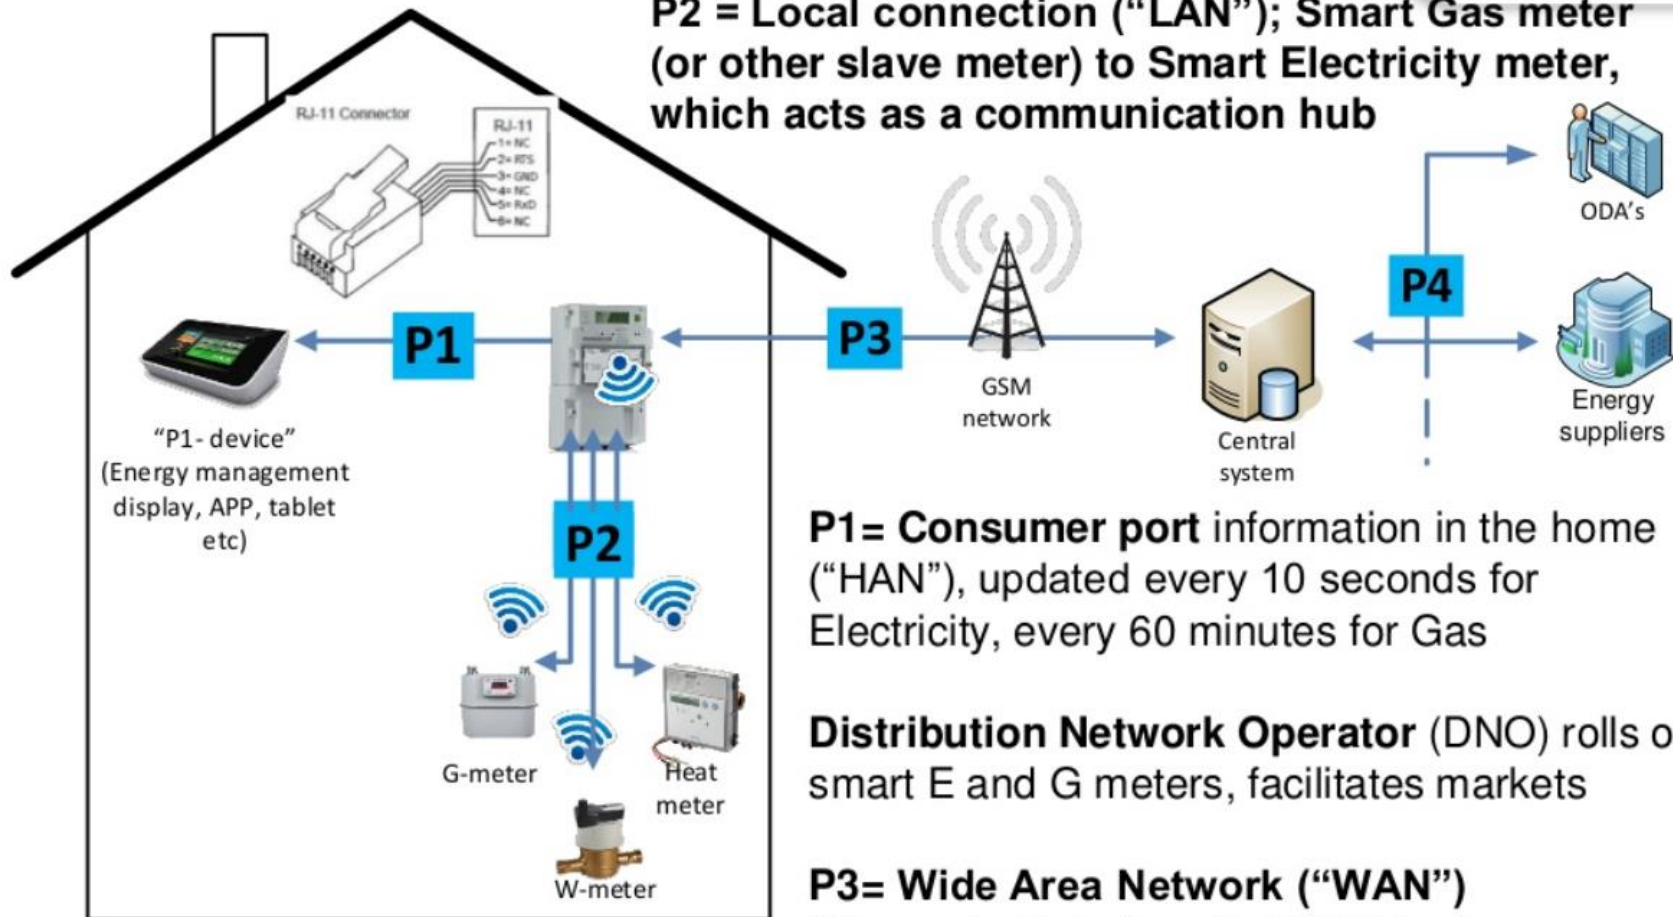 P2 = Local connection (“LAN”); Smart Gas meter
(or other slave meter) to Smart Electricity meter,
which acts as a communication hub
RJ-11 Connector
RJ-11
1= NC
2= RTS
3= GND
4= NC
5= RxD
6= NC
ODA's
P4
P1
P3
GSM
network
Central
system
Energy
suppliers
“P1- device”
(Energy management
display, APP, tablet
etc)
P2
P1= Consumer port information in the home
(“HAN”), updated every 10 seconds for
Electricity, every 60 minutes for Gas
G-meter
Heat
meter
W-meter
Distribution Network Operator (DNO) rolls o
smart E and G meters, facilitates markets
P3= Wide Area Network (“WAN”)